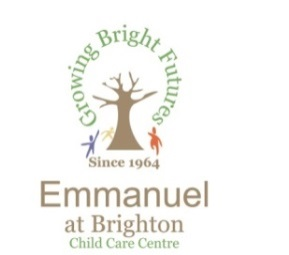 Growing Bright Futures
Since 1964
Emmanuel
at Brighton
Child Care Centre